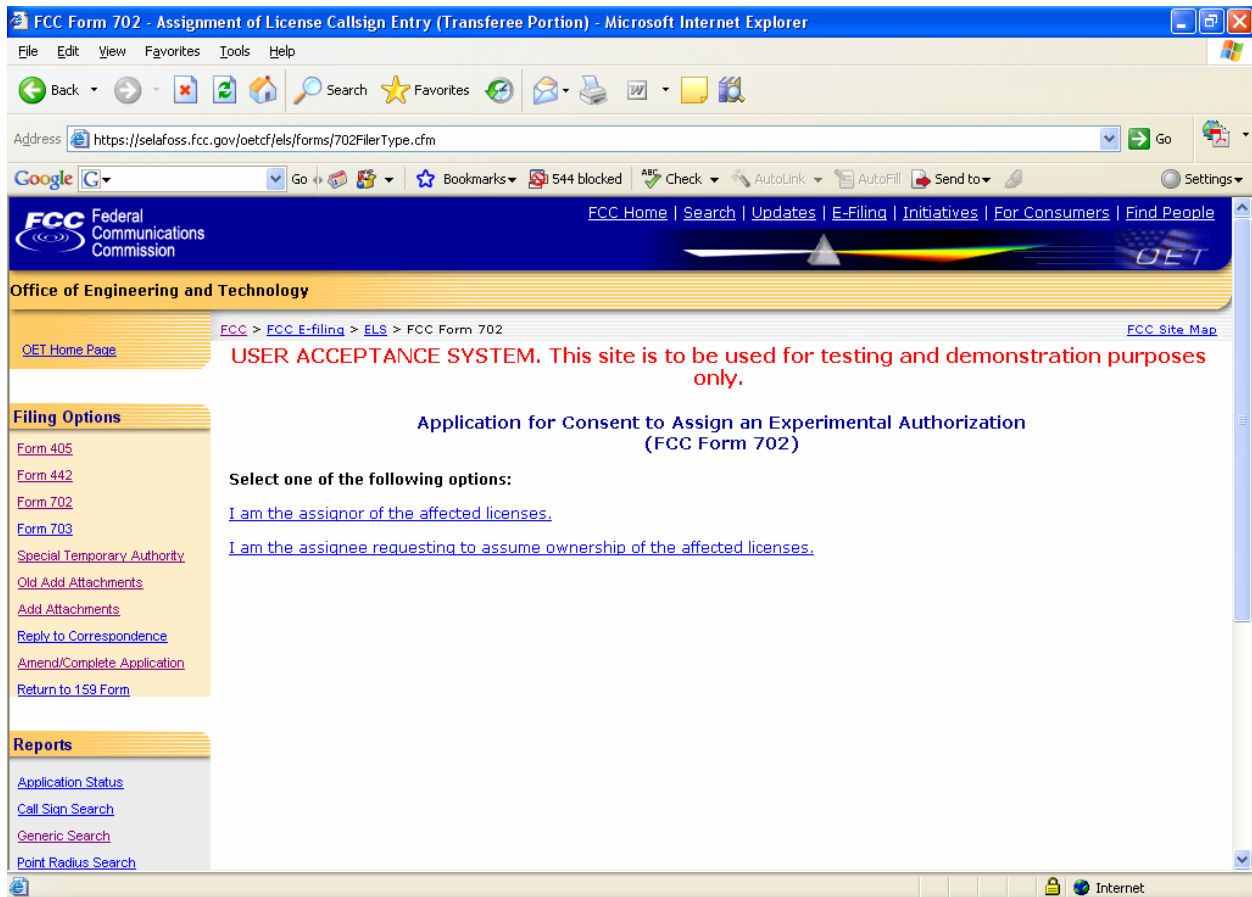 FCC Form 702 - Assignment of License Callsign Entry (Transferee Portion) - Microsoft Internet Explorer
File Edit View Favorites Tools Help
Back Search Favorites
Address https://selafoss.fcc.gov/oetcf/els/forms/702FilerType.cfm Go
Google G Go Bookmarks 544 blocked ABC Check AutoLink AutoFill Send to Settings
FCC Federal Communications Commission
FCC Home | Search | Updates | E-Filing | Initiatives | For Consumers | Find People
OET
Office of Engineering and Technology
FCC > FCC E-filing > ELS > FCC Form 702 FCC Site Map
OET Home Page
USER ACCEPTANCE SYSTEM. This site is to be used for testing and demonstration purposes
only.
Filing Options
Form 405
Form 442
Form 702
Form 703
Special Temporary Authority
Old Add Attachments
Add Attachments
Reply to Correspondence
Amend/Complete Application
Return to 159 Form
Reports
Application Status
Call Sign Search
Generic Search
Point Radius Search
Application for Consent to Assign an Experimental Authorization
(FCC Form 702)
Select one of the following options:
I am the assignor of the affected licenses.
I am the assignee requesting to assume ownership of the affected licenses.
Internet